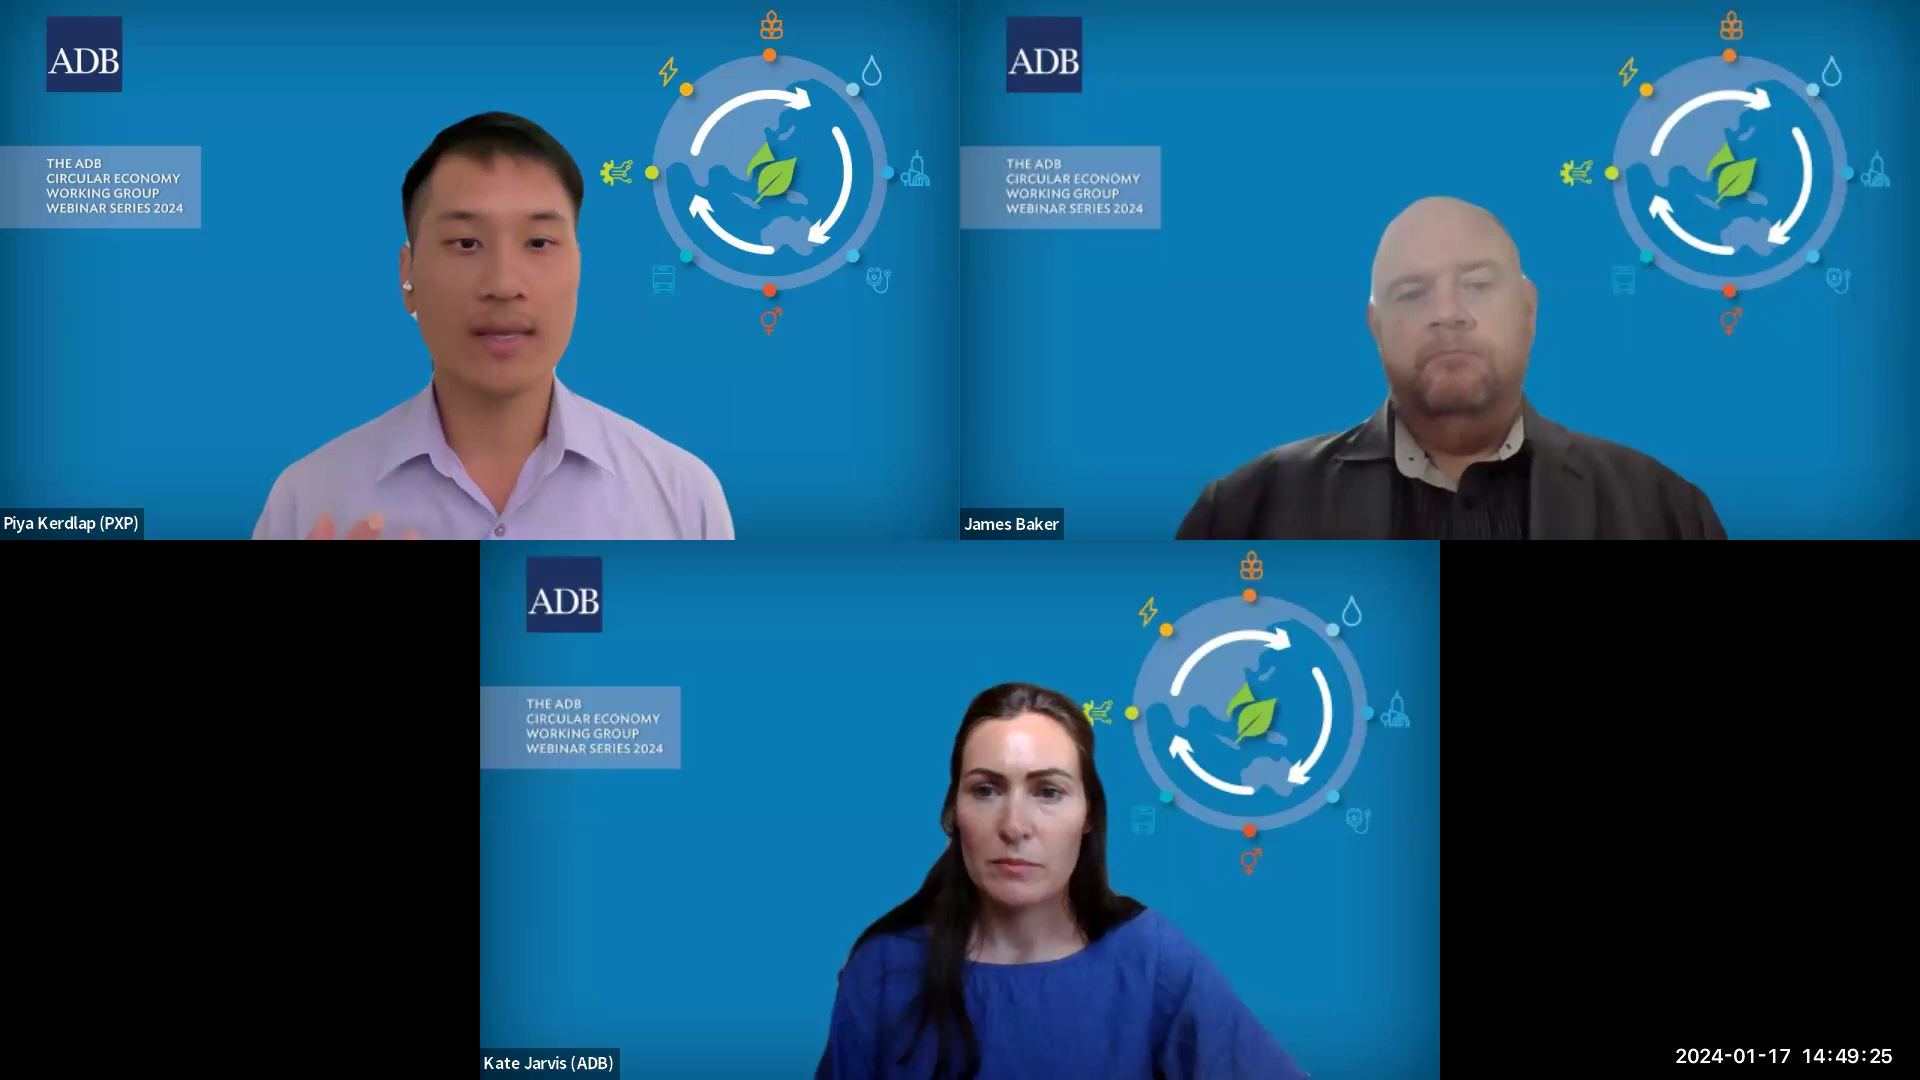 ADB
THE ADB
CIRCULAR ECONOMY
WORKING GROUP
WEBINAR SERIES 2024
Piya Kerdlap (PXP)
ADB
THE ADB
CIRCULAR ECONOMY
WORKING GROUP
WEBINAR SERIES 2024
James Baker
ADB
THE ADB
CIRCULAR ECONOMY
WORKING GROUP
WEBINAR SERIES 2024
Kate Jarvis (ADB)
2024-01-17 14:49:25